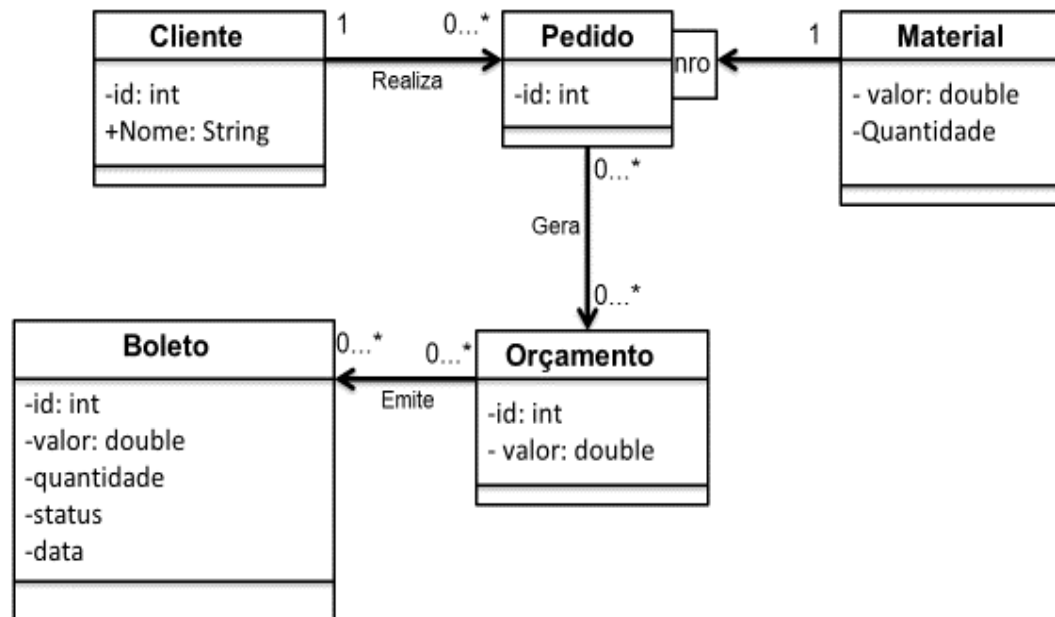 Cliente
-id: int
+Nome: String
1
0...*
Realiza
Pedido
-id: int
nro
1
Material
- valor: double
-Quantidade
0...*
Gera
0...*
Boleto
-id: int
-valor: double
-quantidade
-status
-data
0...*
0...*
Emite
Orçamento
-id: int
- valor: double